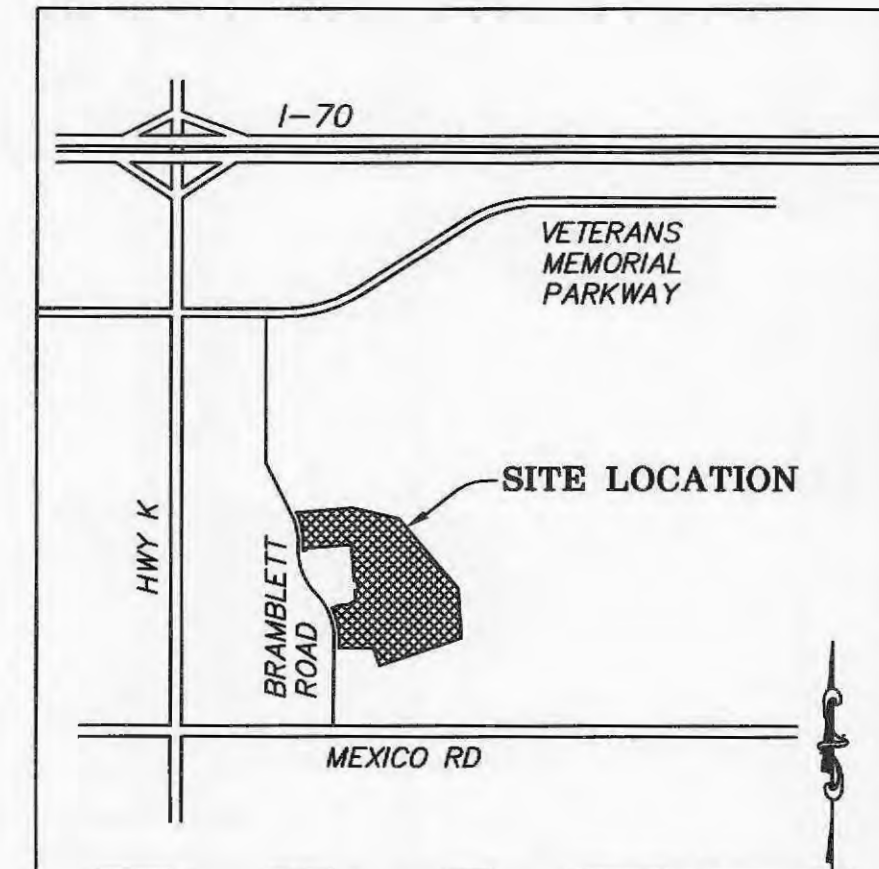 I-70
VETERANS
MEMORIAL
PARKWAY
SITE LOCATION
HWY K
BRAMBLETT
ROAD
MEXICO RD